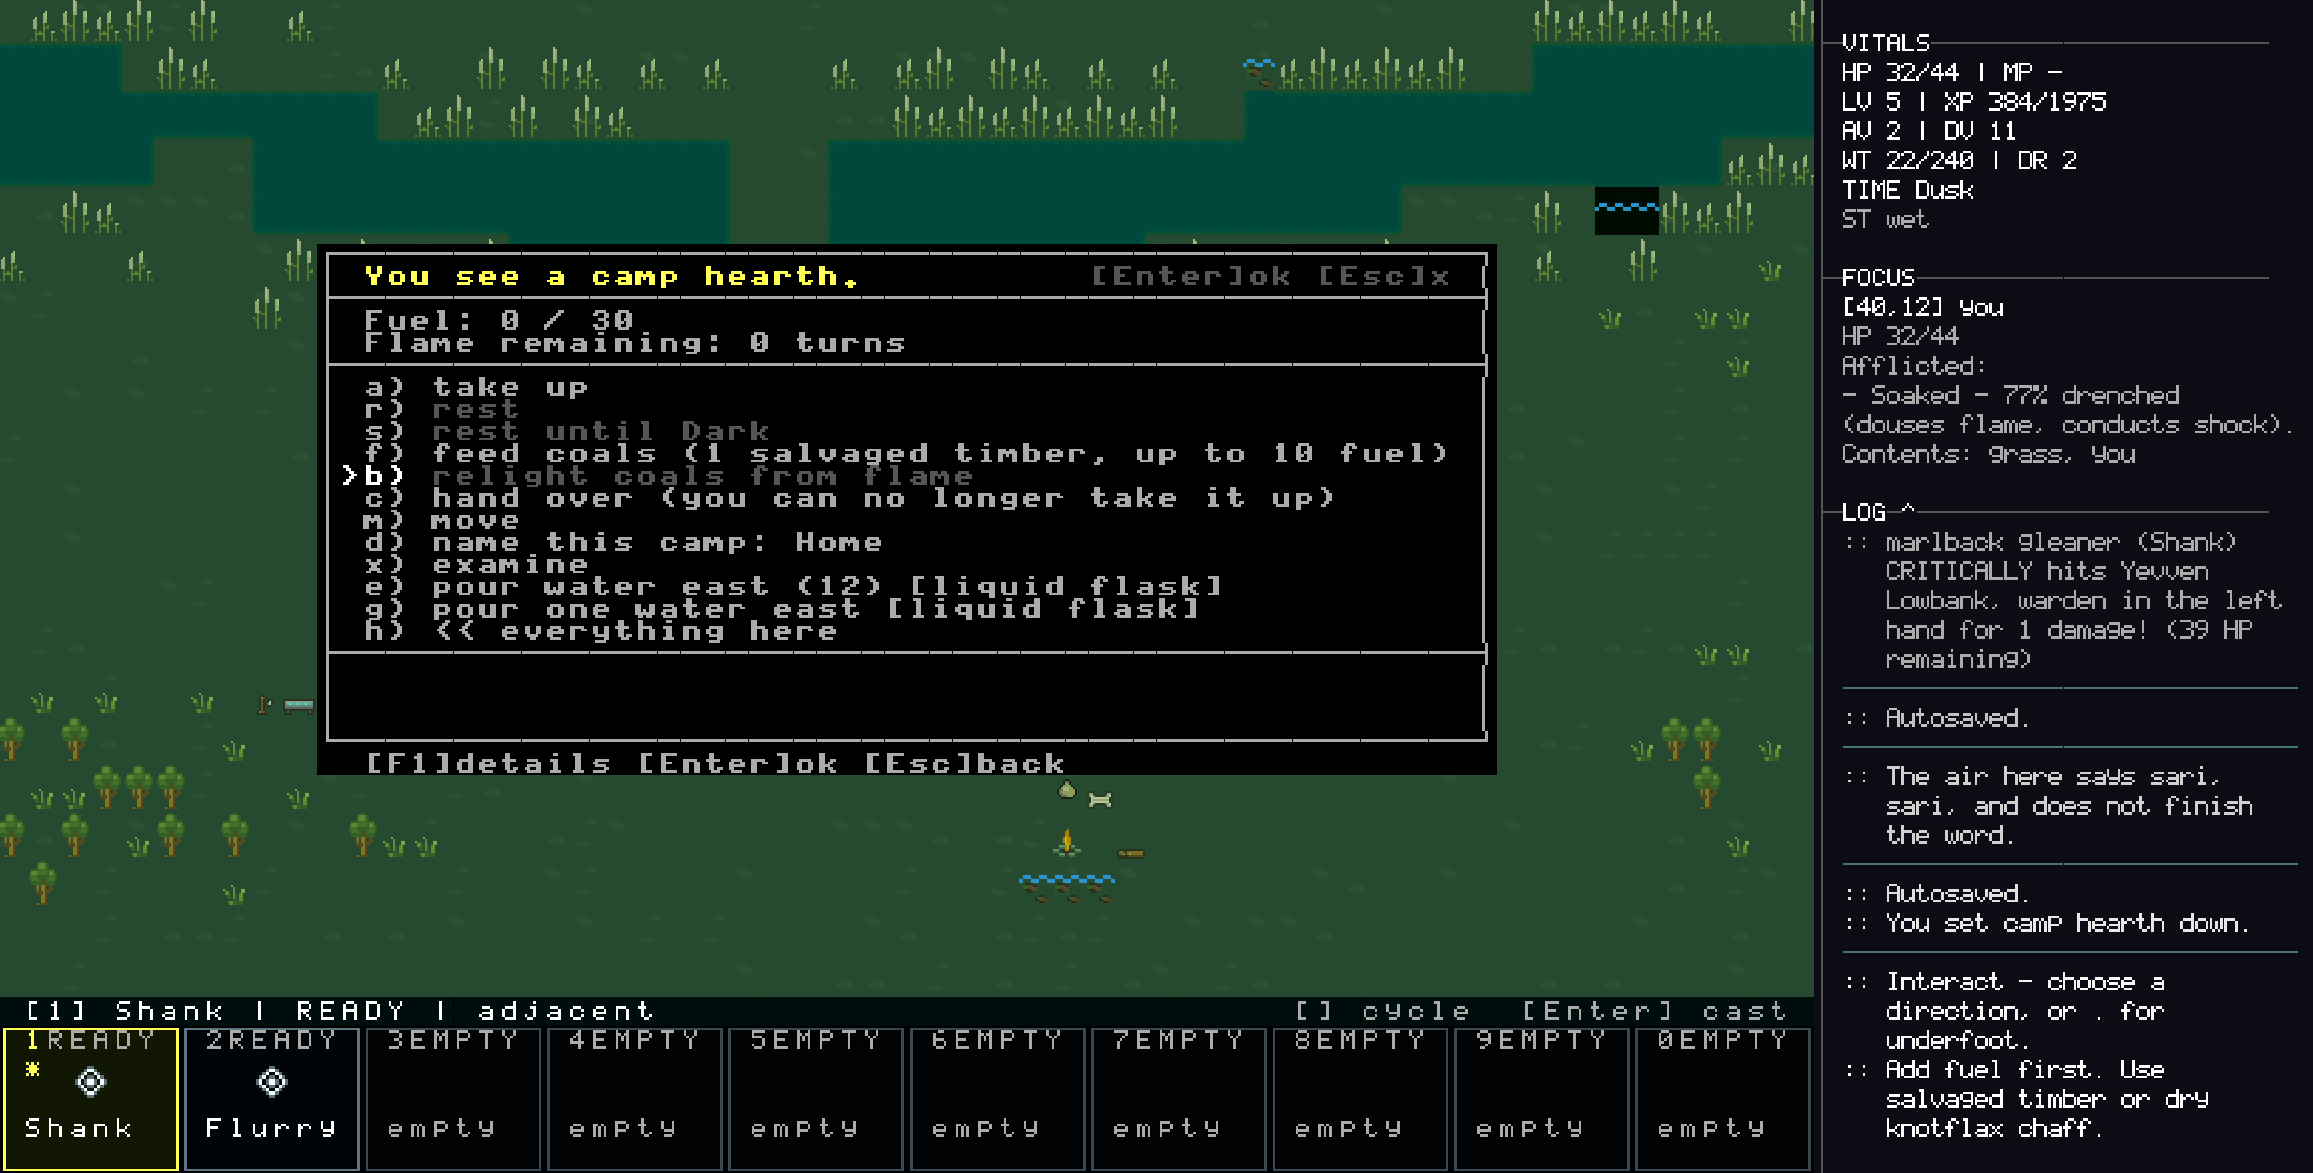 You see a camp hearth. [Enter]ok [Esc]x
Fuel: 0 / 30
Flame remaining: 0 turns
a) take up
r) rest
s) rest until Dark
f) feed coals (1 salvaged timber, up to 10 fuel)
>b) relight coals from flame
c) hand over (you can no longer take it up)
m) move
d) name this camp: Home
x) examine
e) pour water east (12) [liquid flask]
g) pour one water east [liquid flask]
h) << everything here
[F1]details [Enter]ok [Esc]back
[1] Shank | READY | adjacent [] cycle [Enter] cast
1READY 2READY 3EMPTY 4EMPTY 5EMPTY 6EMPTY 7EMPTY 8EMPTY 9EMPTY 0EMPTY
*
Shank Flurry empty empty empty empty empty empty empty empty
VITALS
HP 32/44 | MP -
LV 5 | XP 384/1975
AV 2 | DV 11
WT 22/240 | DR 2
TIME Dusk
ST wet
FOCUS
[40,12] You
HP 32/44
Afflicted:
- Soaked - 77% drenched
(douses flame, conducts shock).
Contents: grass, You
LOG ^
:: marlback gleaner (Shank)
CRITICALLY hits Yevven
Lowbank, warden in the left
hand for 1 damage! (39 HP
remaining)
:: Autosaved.
:: The air here says sari,
sari, and does not finish
the word.
:: Autosaved.
:: You set camp hearth down.
:: Interact - choose a
direction, or . for
underfoot.
:: Add fuel first. Use
salvaged timber or dry
knotflax chaff.